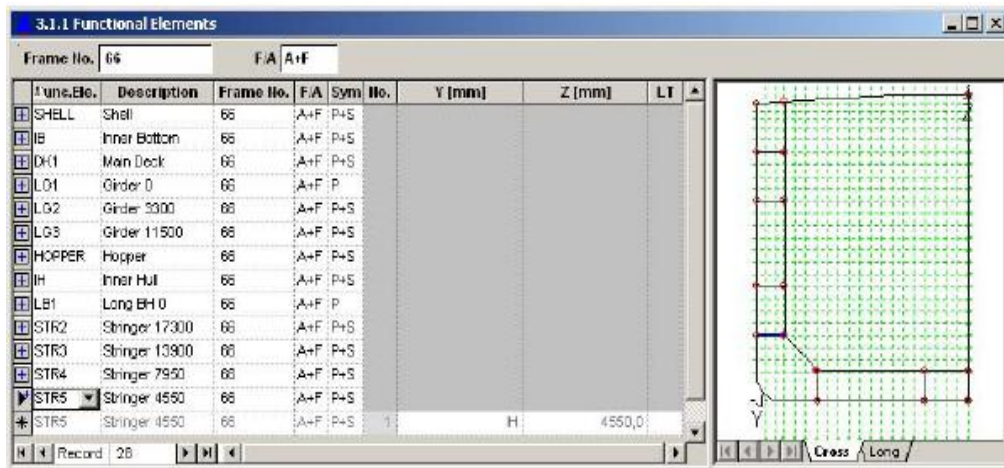 3.1.1 Functional Elements
Frame No. 66 F/A A+F
Func.Ele. Description Frame No. F/A Sym No. Y [mm] Z [mm] LT
SHELL Shell 66 A+F P+S
IB Inner Bottom 66 A+F P+S
DK1 Main Deck 66 A+F P+S
LG1 Girder 0 66 A+F P
LG2 Girder 3300 66 A+F P+S
LG3 Girder 11500 66 A+F P+S
HOPPER Hopper 66 A+F P+S
IH Inner Hull 66 A+F P+S
LB1 Long BH 0 66 A+F P
STR2 Stringer 17300 66 A+F P+S
STR3 Stringer 13900 66 A+F P+S
STR4 Stringer 7950 66 A+F P+S
STR5 Stringer 4550 66 A+F P+S
STR5 Stringer 4550 66 A+F P+S 1 H 4550,0
Record 28
Z
Y
Cross Long